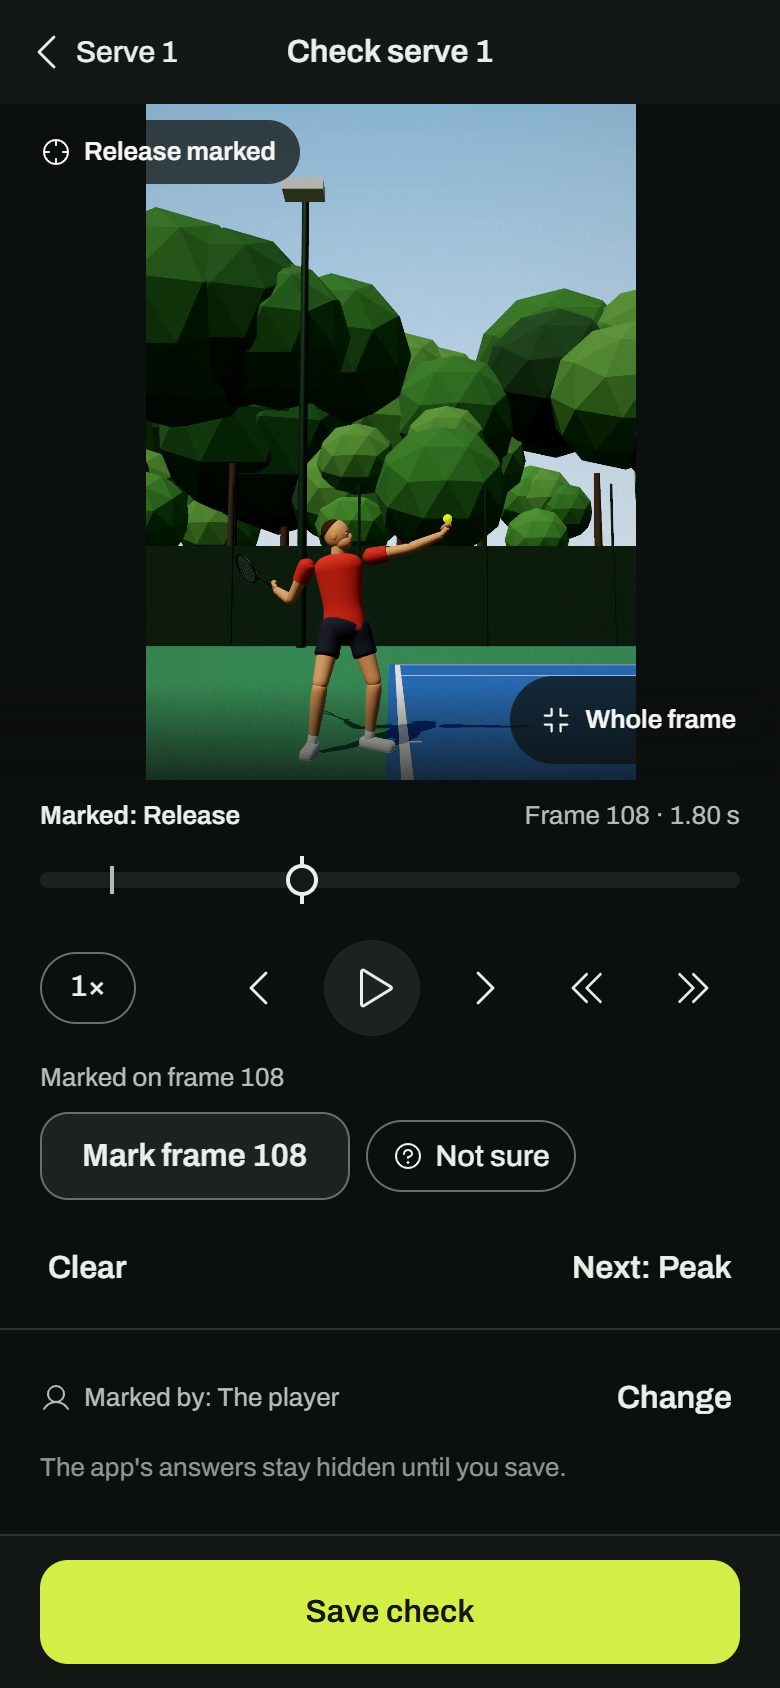 Serve 1
Check serve 1
Release marked
Whole frame
Marked: Release
Frame 108 · 1.80 s
1×
Marked on frame 108
Mark frame 108
Not sure
Clear
Next: Peak
Marked by: The player
Change
The app's answers stay hidden until you save.
Save check